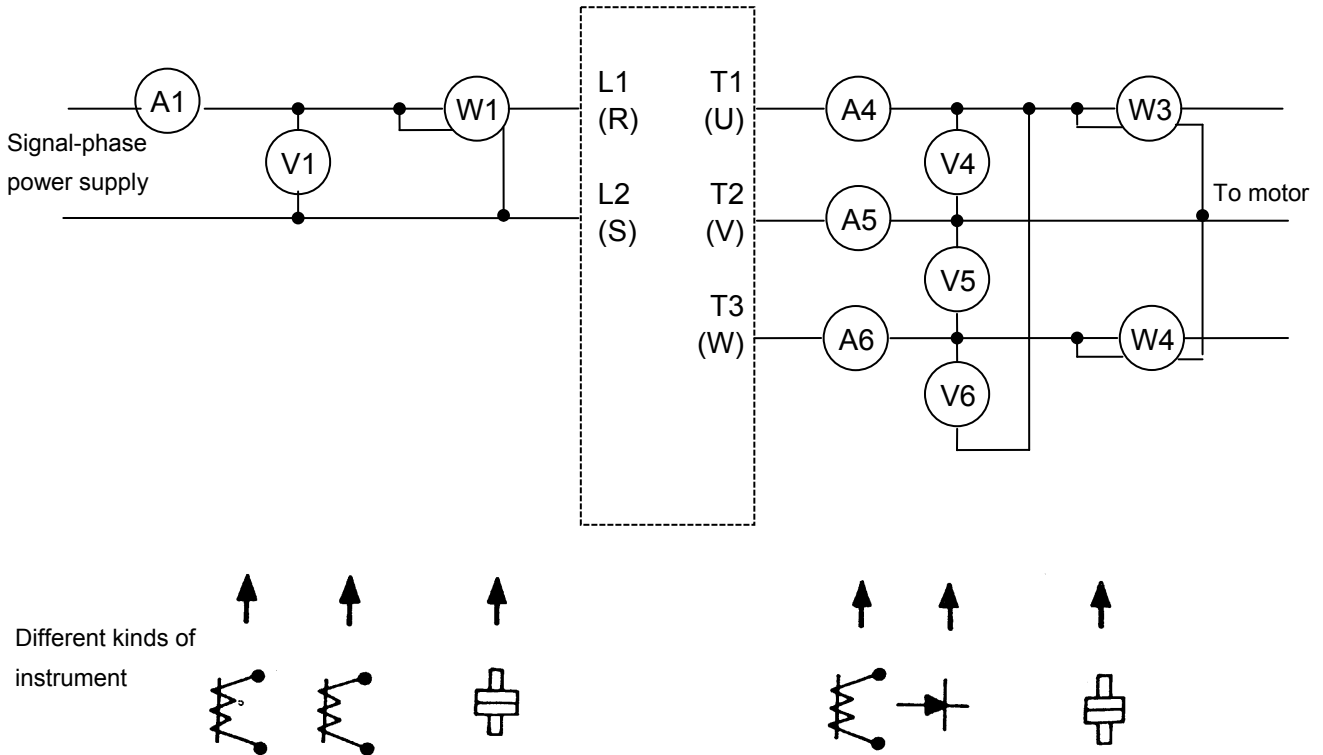 A1
Signal-phase
power supply
V1
W1
L1
(R)
L2
(S)
T1
(U)
T2
(V)
T3
(W)
A4
A5
A6
V4
V5
V6
W3
W4
To motor
Different kinds of
instrument